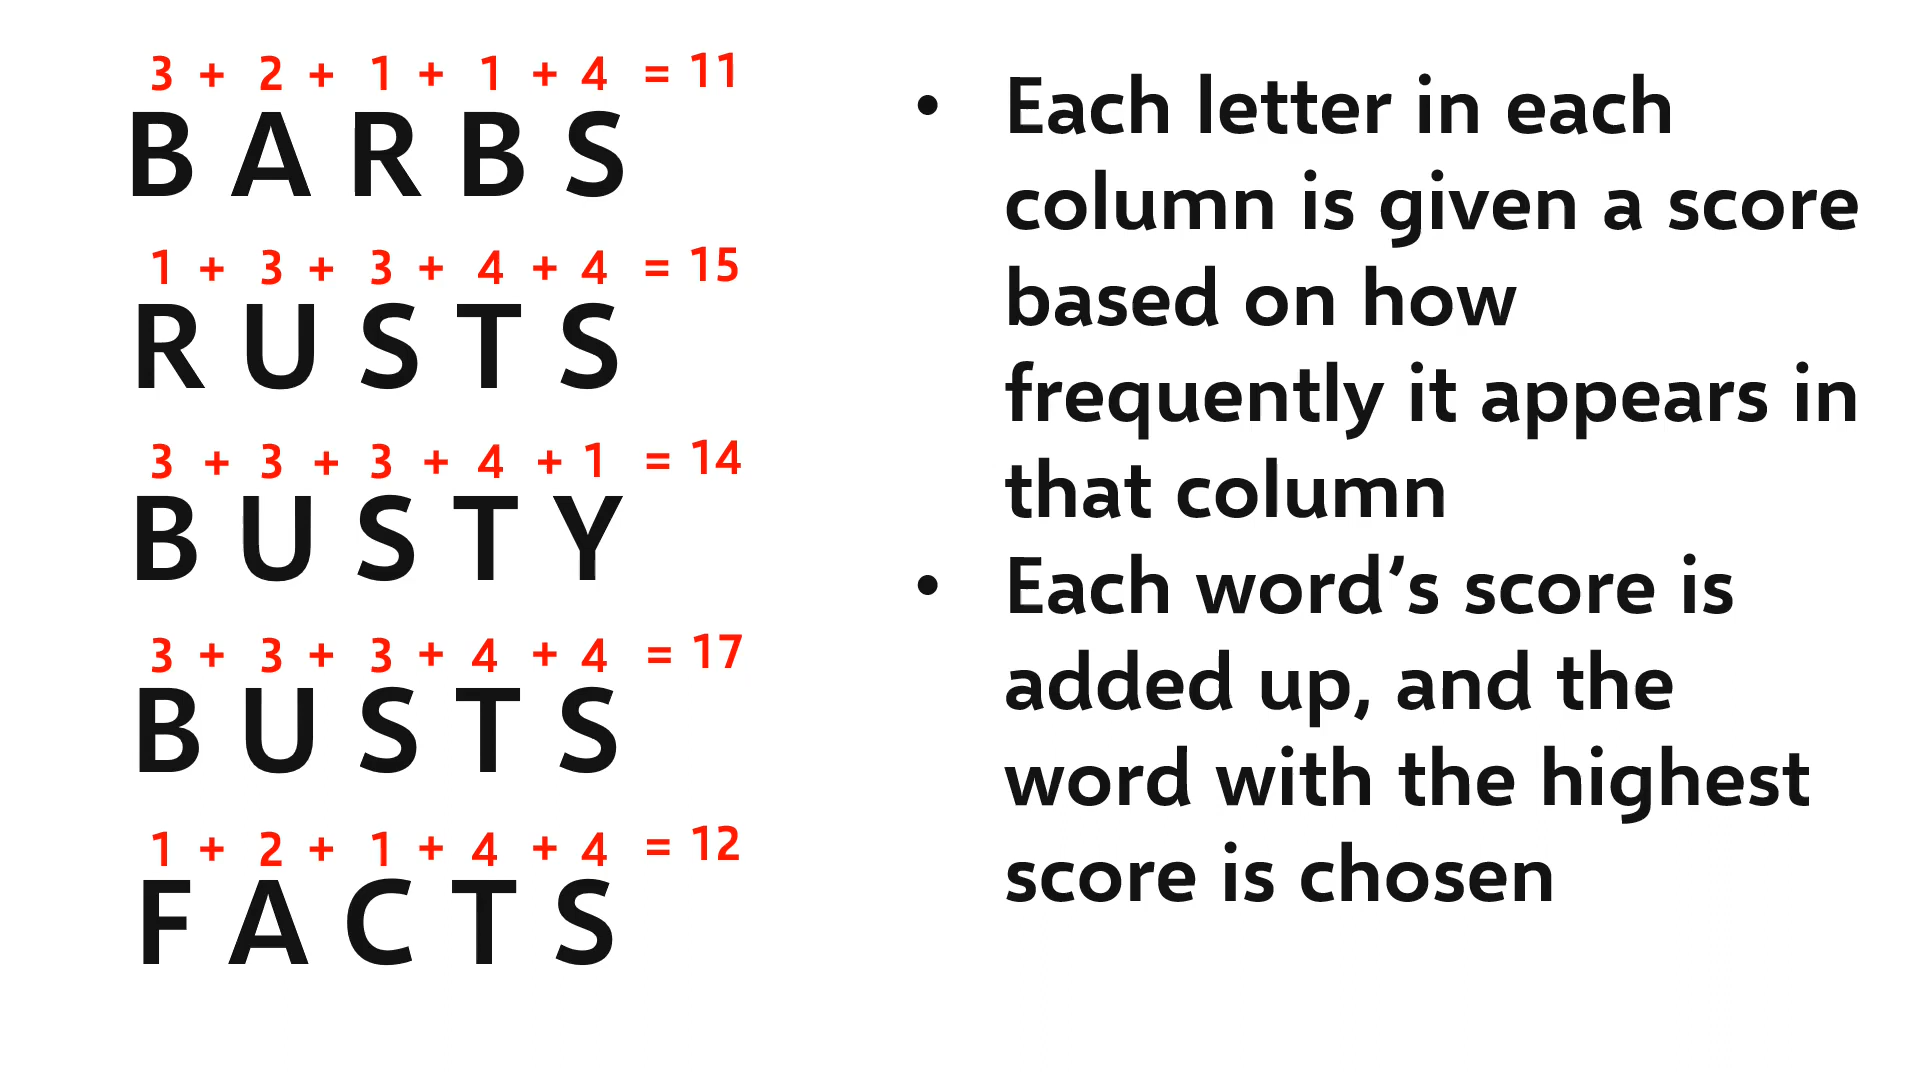 3 + 2 + 1 + 1 + 4 = 11
B A R B S
1 + 3 + 3 + 4 + 4 = 15
R U S T S
3 + 3 + 3 + 4 + 1 = 14
B U S T Y
3 + 3 + 3 + 4 + 4 = 17
B U S T S
1 + 2 + 1 + 4 + 4 = 12
F A C T S
• Each letter in each
column is given a score
based on how
frequently it appears in
that column
• Each word’s score is
added up, and the
word with the highest
score is chosen